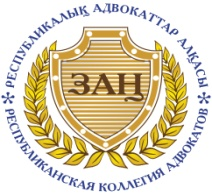 РЕСПУБЛИКАЛЫҚ АДВОКАТТАР АЛҚАСЫ
ЗАҢ
РЕСПУБЛИКАНСКАЯ КОЛЛЕГИЯ АДВОКАТОВ